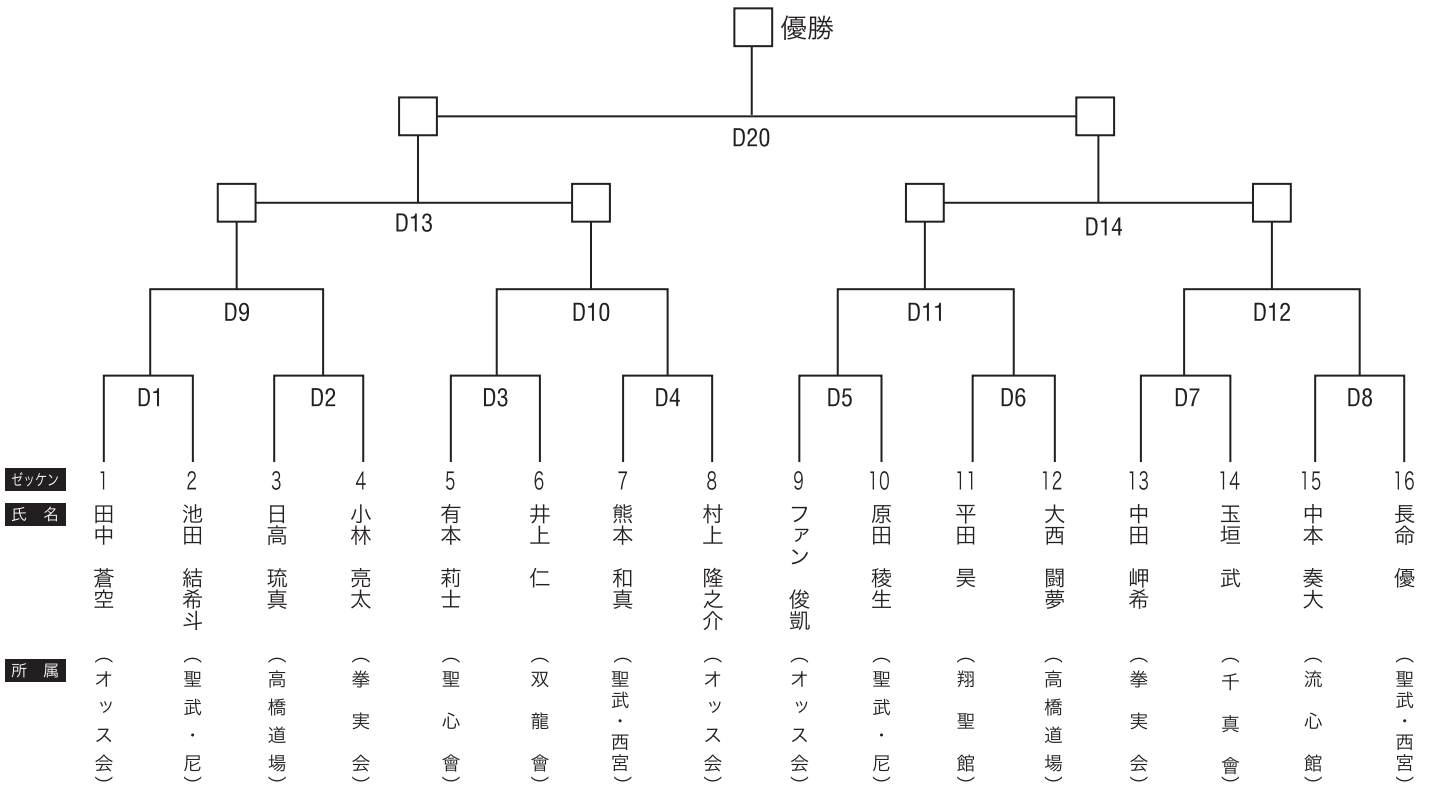 優勝
D20
D13
D14
D9
D10
D11
D12
D1
D2
D3
D4
D5
D6
D7
D8
ゼッケン
1
2
3
4
5
6
7
8
9
10
11
12
13
14
15
16
氏 名
田中 蒼空
池田 結希斗
日高 琉真
小林 亮太
有本 莉士
井上 仁
熊本 和真
村上 隆之介
ファン 俊凱
原田 稜生
平田 昊
大西 闘夢
中田 岬希
玉垣 武
中本 奏大
長命 優
所 属
(オッス会)
(聖武・尼)
(高橋道場)
(拳実会)
(聖心會)
(双龍會)
(聖武・西宮)
(オッス会)
(オッス会)
(聖武・尼)
(翔聖館)
(高橋道場)
(拳実会)
(千真會)
(流心館)
(聖武・西宮)